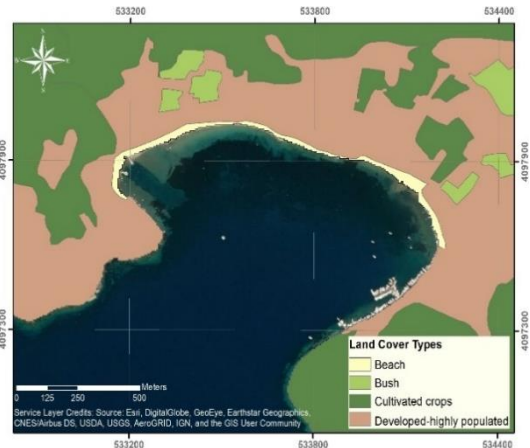 533200 533800 534400
4097900 4097900
4097300 4097300
Land Cover Types
Beach
Bush
Cultivated crops
Developed-highly populated
Meters
0 125 250 500
Service Layer Credits: Source: Esri, DigitalGlobe, GeoEye, Earthstar Geographics,
CNES/Airbus DS, USDA, USGS, AeroGRID, IGN, and the GIS User Community
533200 533800 534400